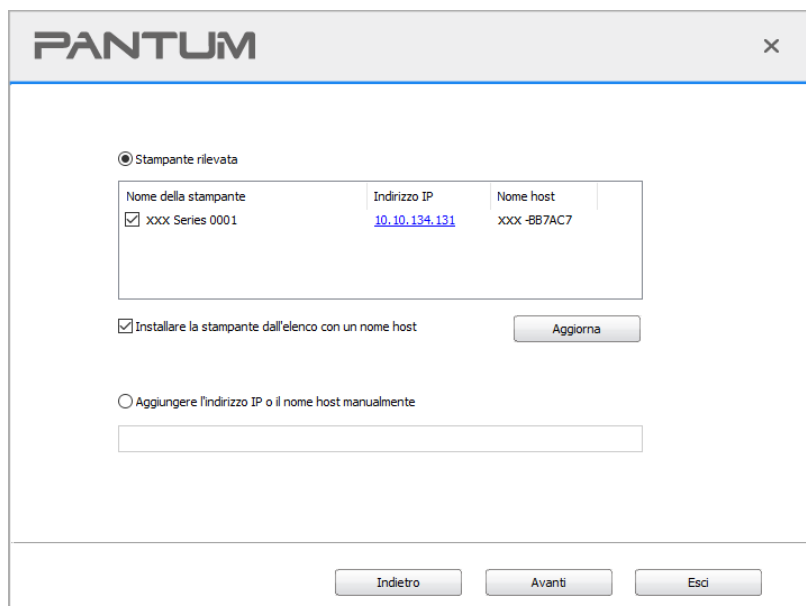 PANTUM
Stampante rilevata
Nome della stampante Indirizzo IP Nome host
XXX Series 0001 10.10.134.131 XXX -BB7AC7
Installare la stampante dall'elenco con un nome host
Aggiorna
Aggiungere l'indirizzo IP o il nome host manualmente
Indietro Avanti Esci